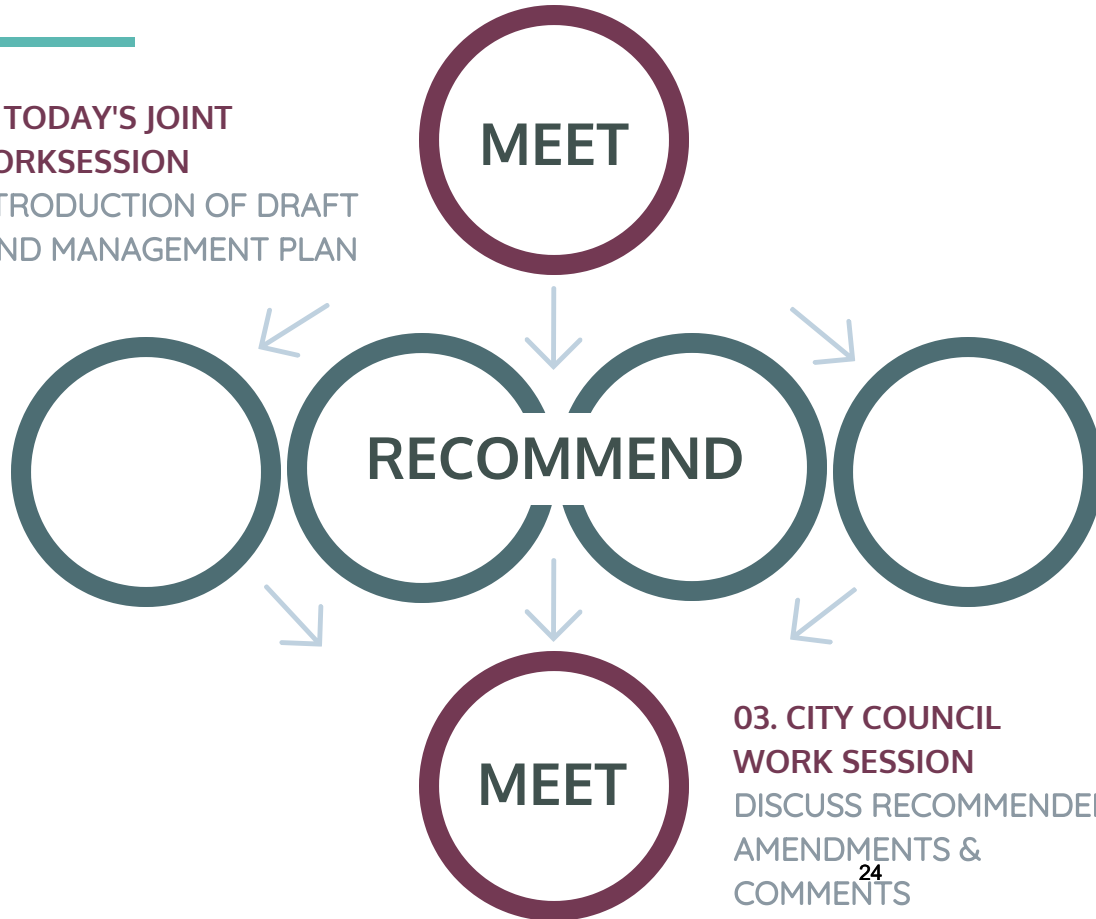 MEET
TODAY'S JOINT
ORKSESSION
TRODUCTION OF DRAFT
ND MANAGEMENT PLAN
RECOMMEND
MEET
03. CITY COUNCIL
WORK SESSION
DISCUSS RECOMMENDE
AMENDMENTS &
24
COMMENTS